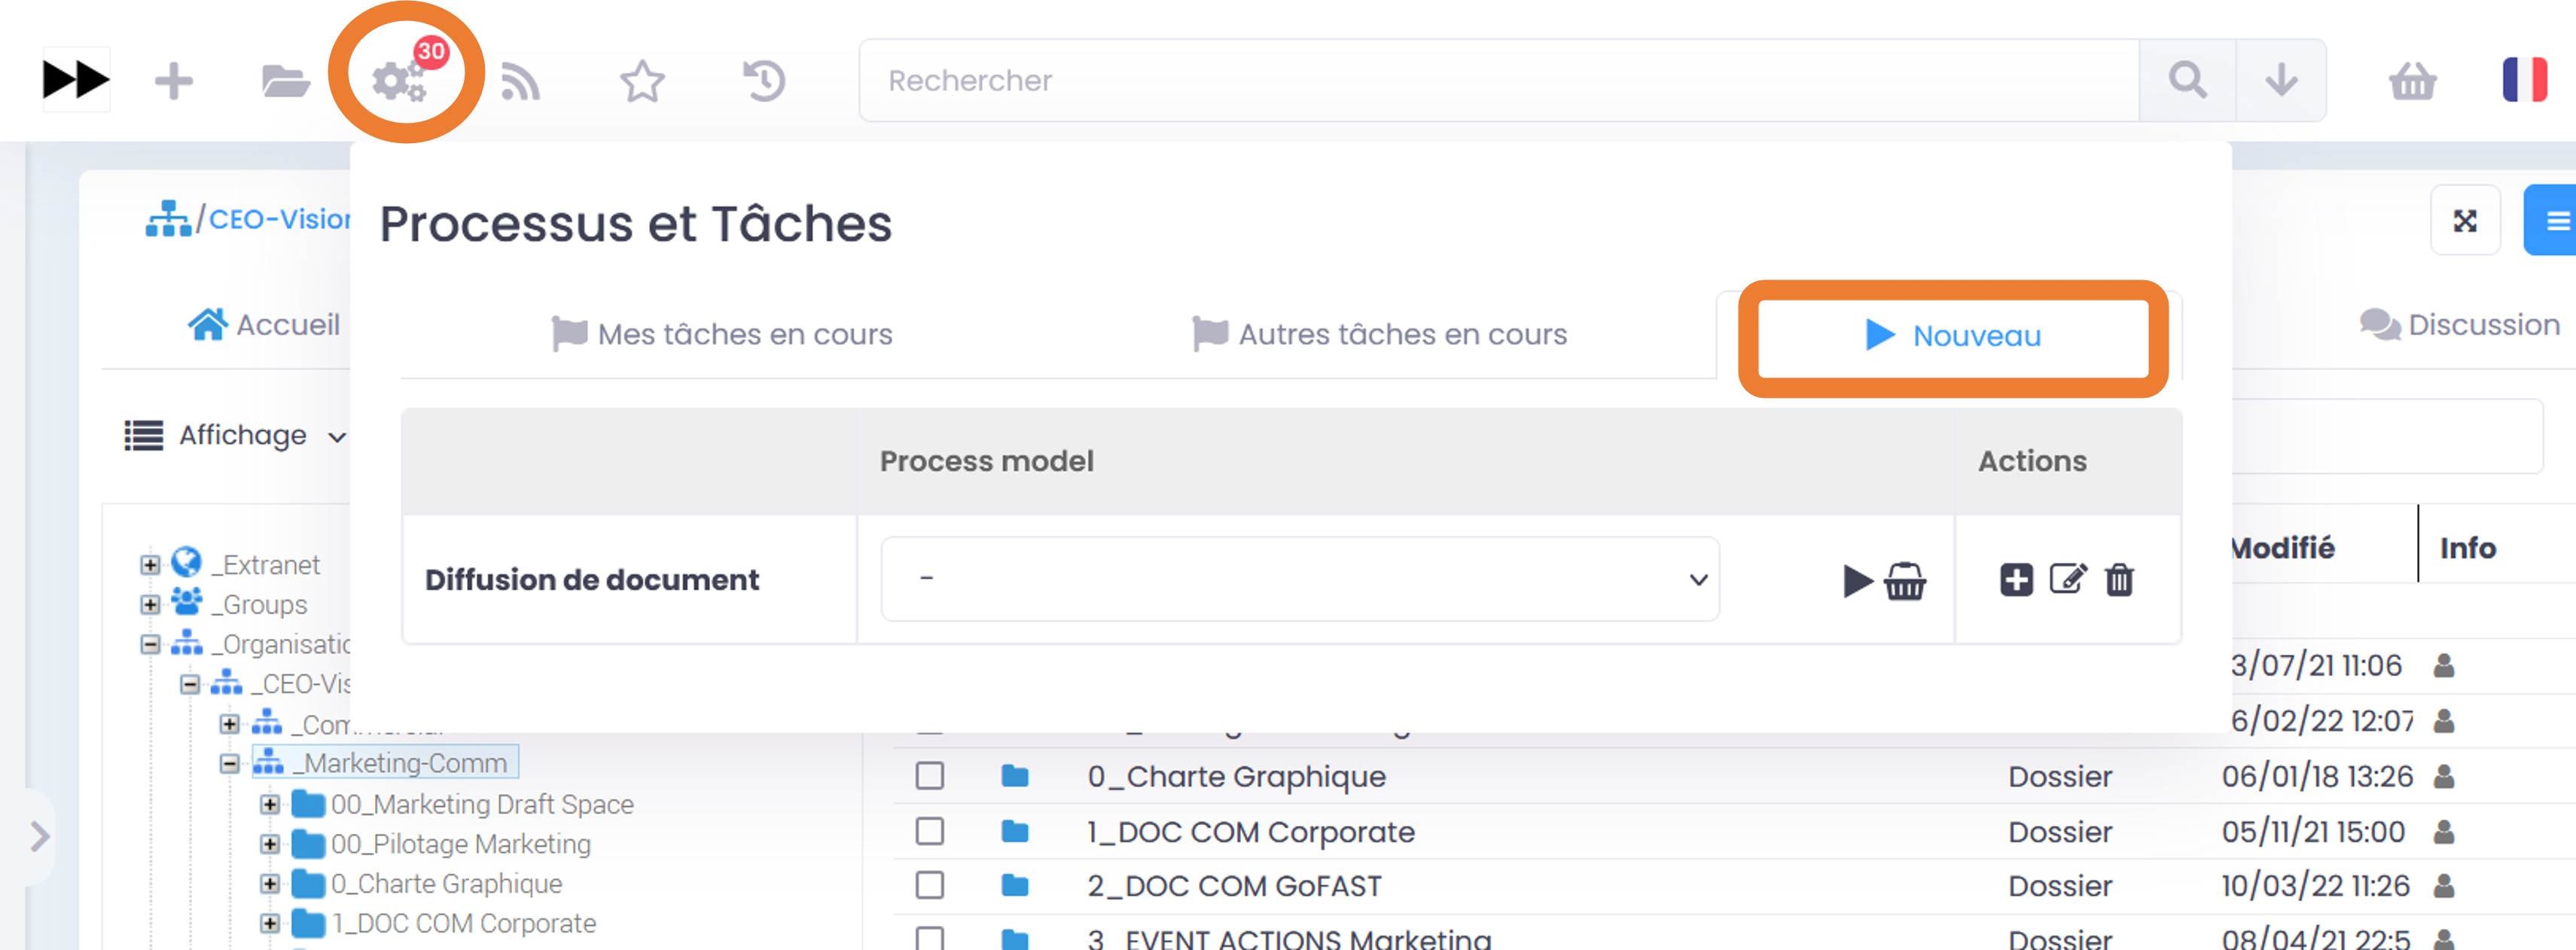 30
Rechercher
/CEO-Vision
Processus et Tâches
Accueil
Mes tâches en cours
Autres tâches en cours
Nouveau
Discussion
Affichage
Process model
Actions
Diffusion de document
-
Modifié
Info
_Extranet
_Groups
_Organisatio
_CEO-Vis
_Marketing-Comm
00_Marketing Draft Space
00_Pilotage Marketing
0_Charte Graphique
1_DOC COM Corporate
3/07/21 11:06
6/02/22 12:07
0_Charte Graphique Dossier 06/01/18 13:26
1_DOC COM Corporate Dossier 05/11/21 15:00
2_DOC COM GoFAST Dossier 10/03/22 11:26
3_EVENT ACTIONS Marketing Dossier 08/04/21 22:5